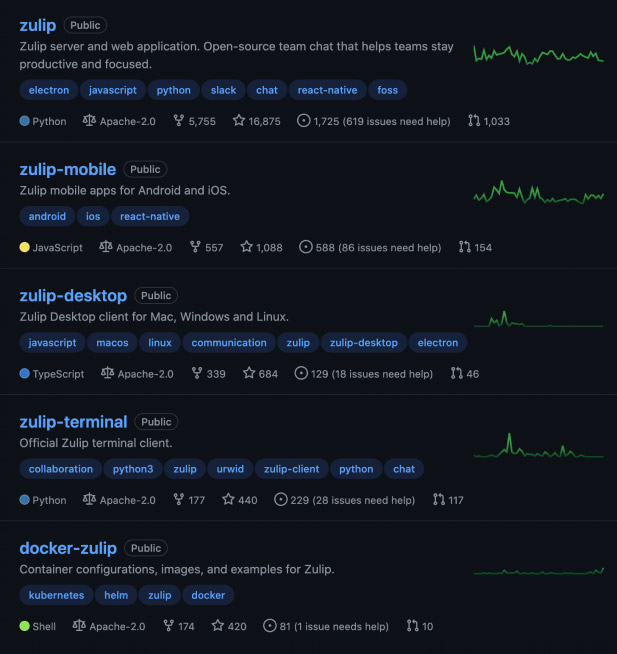 zulip Public
Zulip server and web application. Open-source team chat that helps teams stay
productive and focused.
electron javascript python slack chat react-native foss
Python Apache-2.0 5,755 16,875 1,725 (619 issues need help) 1,033
zulip-mobile Public
Zulip mobile apps for Android and iOS.
android ios react-native
JavaScript Apache-2.0 557 1,088 588 (86 issues need help) 154
zulip-desktop Public
Zulip Desktop client for Mac, Windows and Linux.
javascript macos linux communication zulip zulip-desktop electron
TypeScript Apache-2.0 339 684 129 (18 issues need help) 46
zulip-terminal Public
Official Zulip terminal client.
collaboration python3 zulip urwid zulip-client python chat
Python Apache-2.0 177 440 229 (28 issues need help) 117
docker-zulip Public
Container configurations, images, and examples for Zulip.
kubernetes helm zulip docker
Shell Apache-2.0 174 420 81 (1 issue needs help) 10